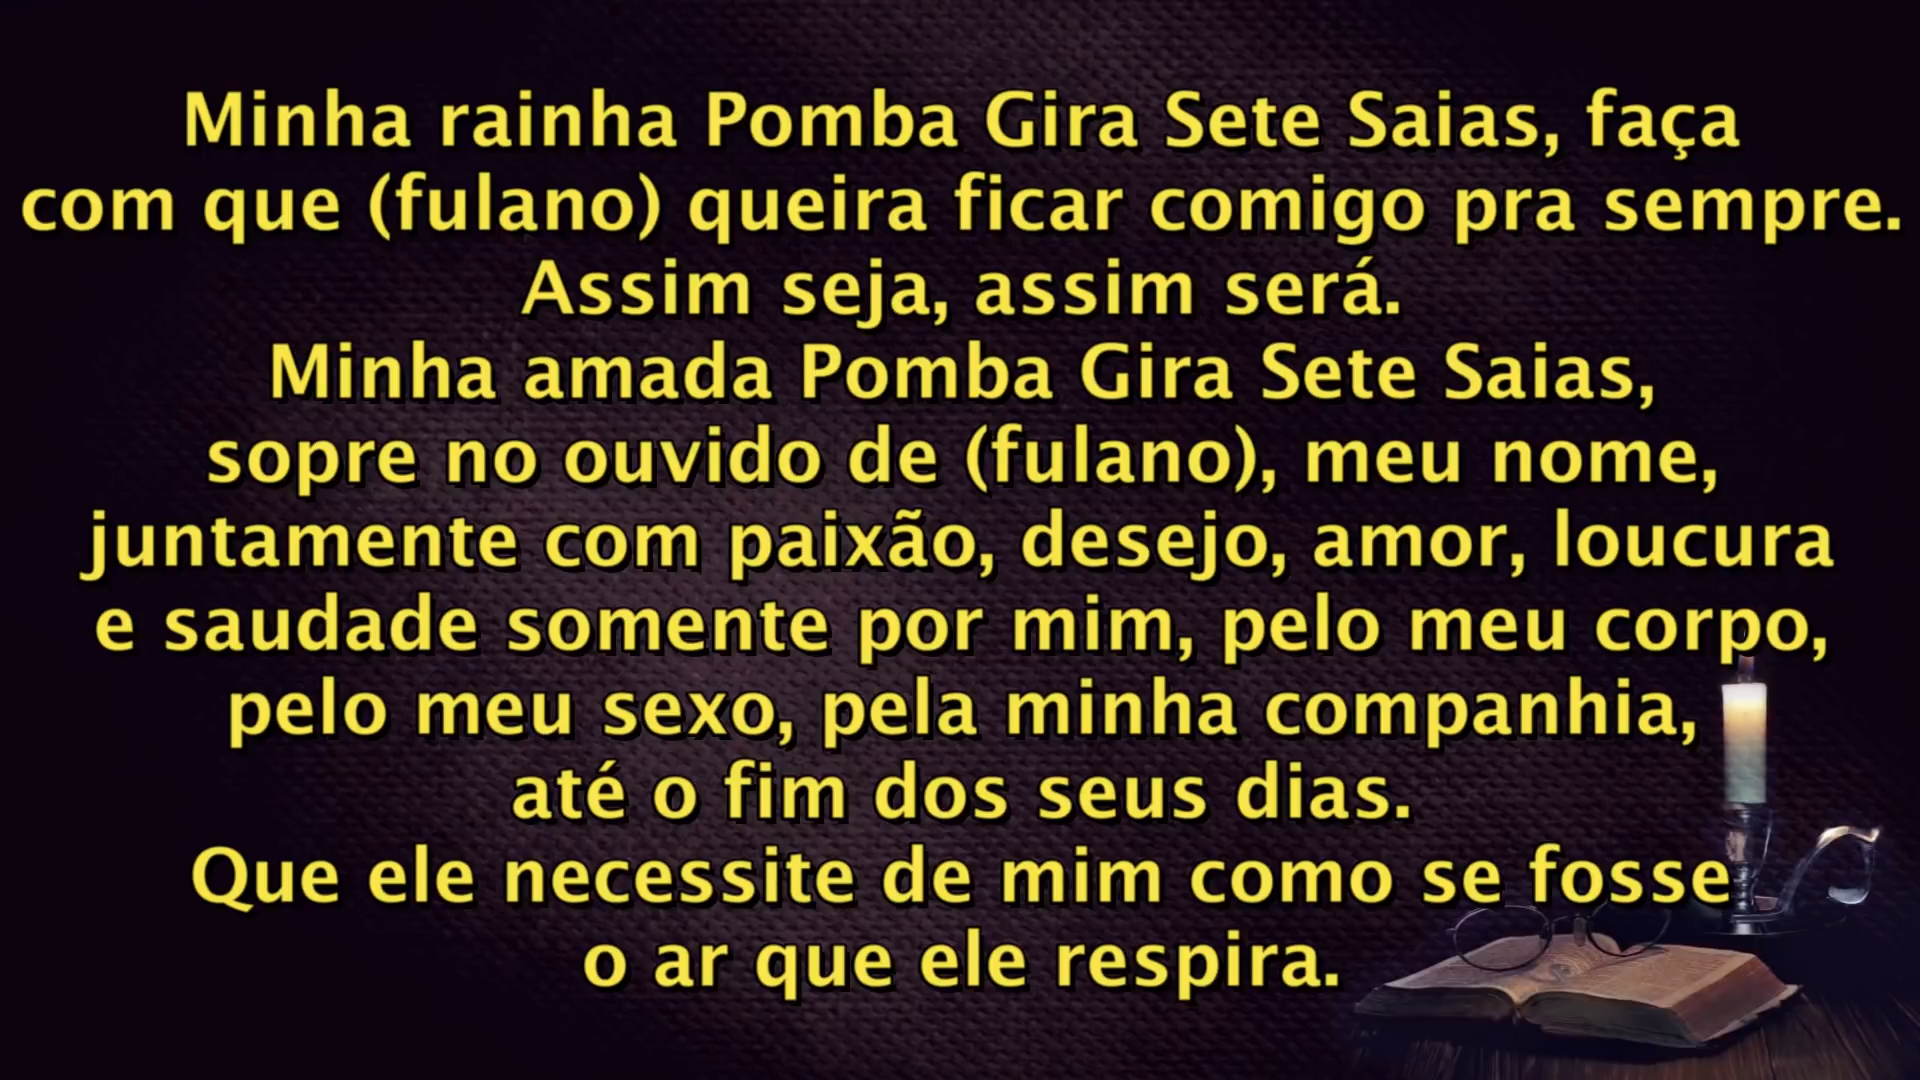 Minha rainha Pomba Gira Sete Saias, faça
com que (fulano) queira ficar comigo pra sempre.
Assim seja, assim será.
Minha amada Pomba Gira Sete Saias,
sopre no ouvido de (fulano), meu nome,
juntamente com paixão, desejo, amor, loucura
e saudade somente por mim, pelo meu corpo,
pelo meu sexo, pela minha companhia,
até o fim dos seus dias.
Que ele necessite de mim como se fosse
o ar que ele respira.